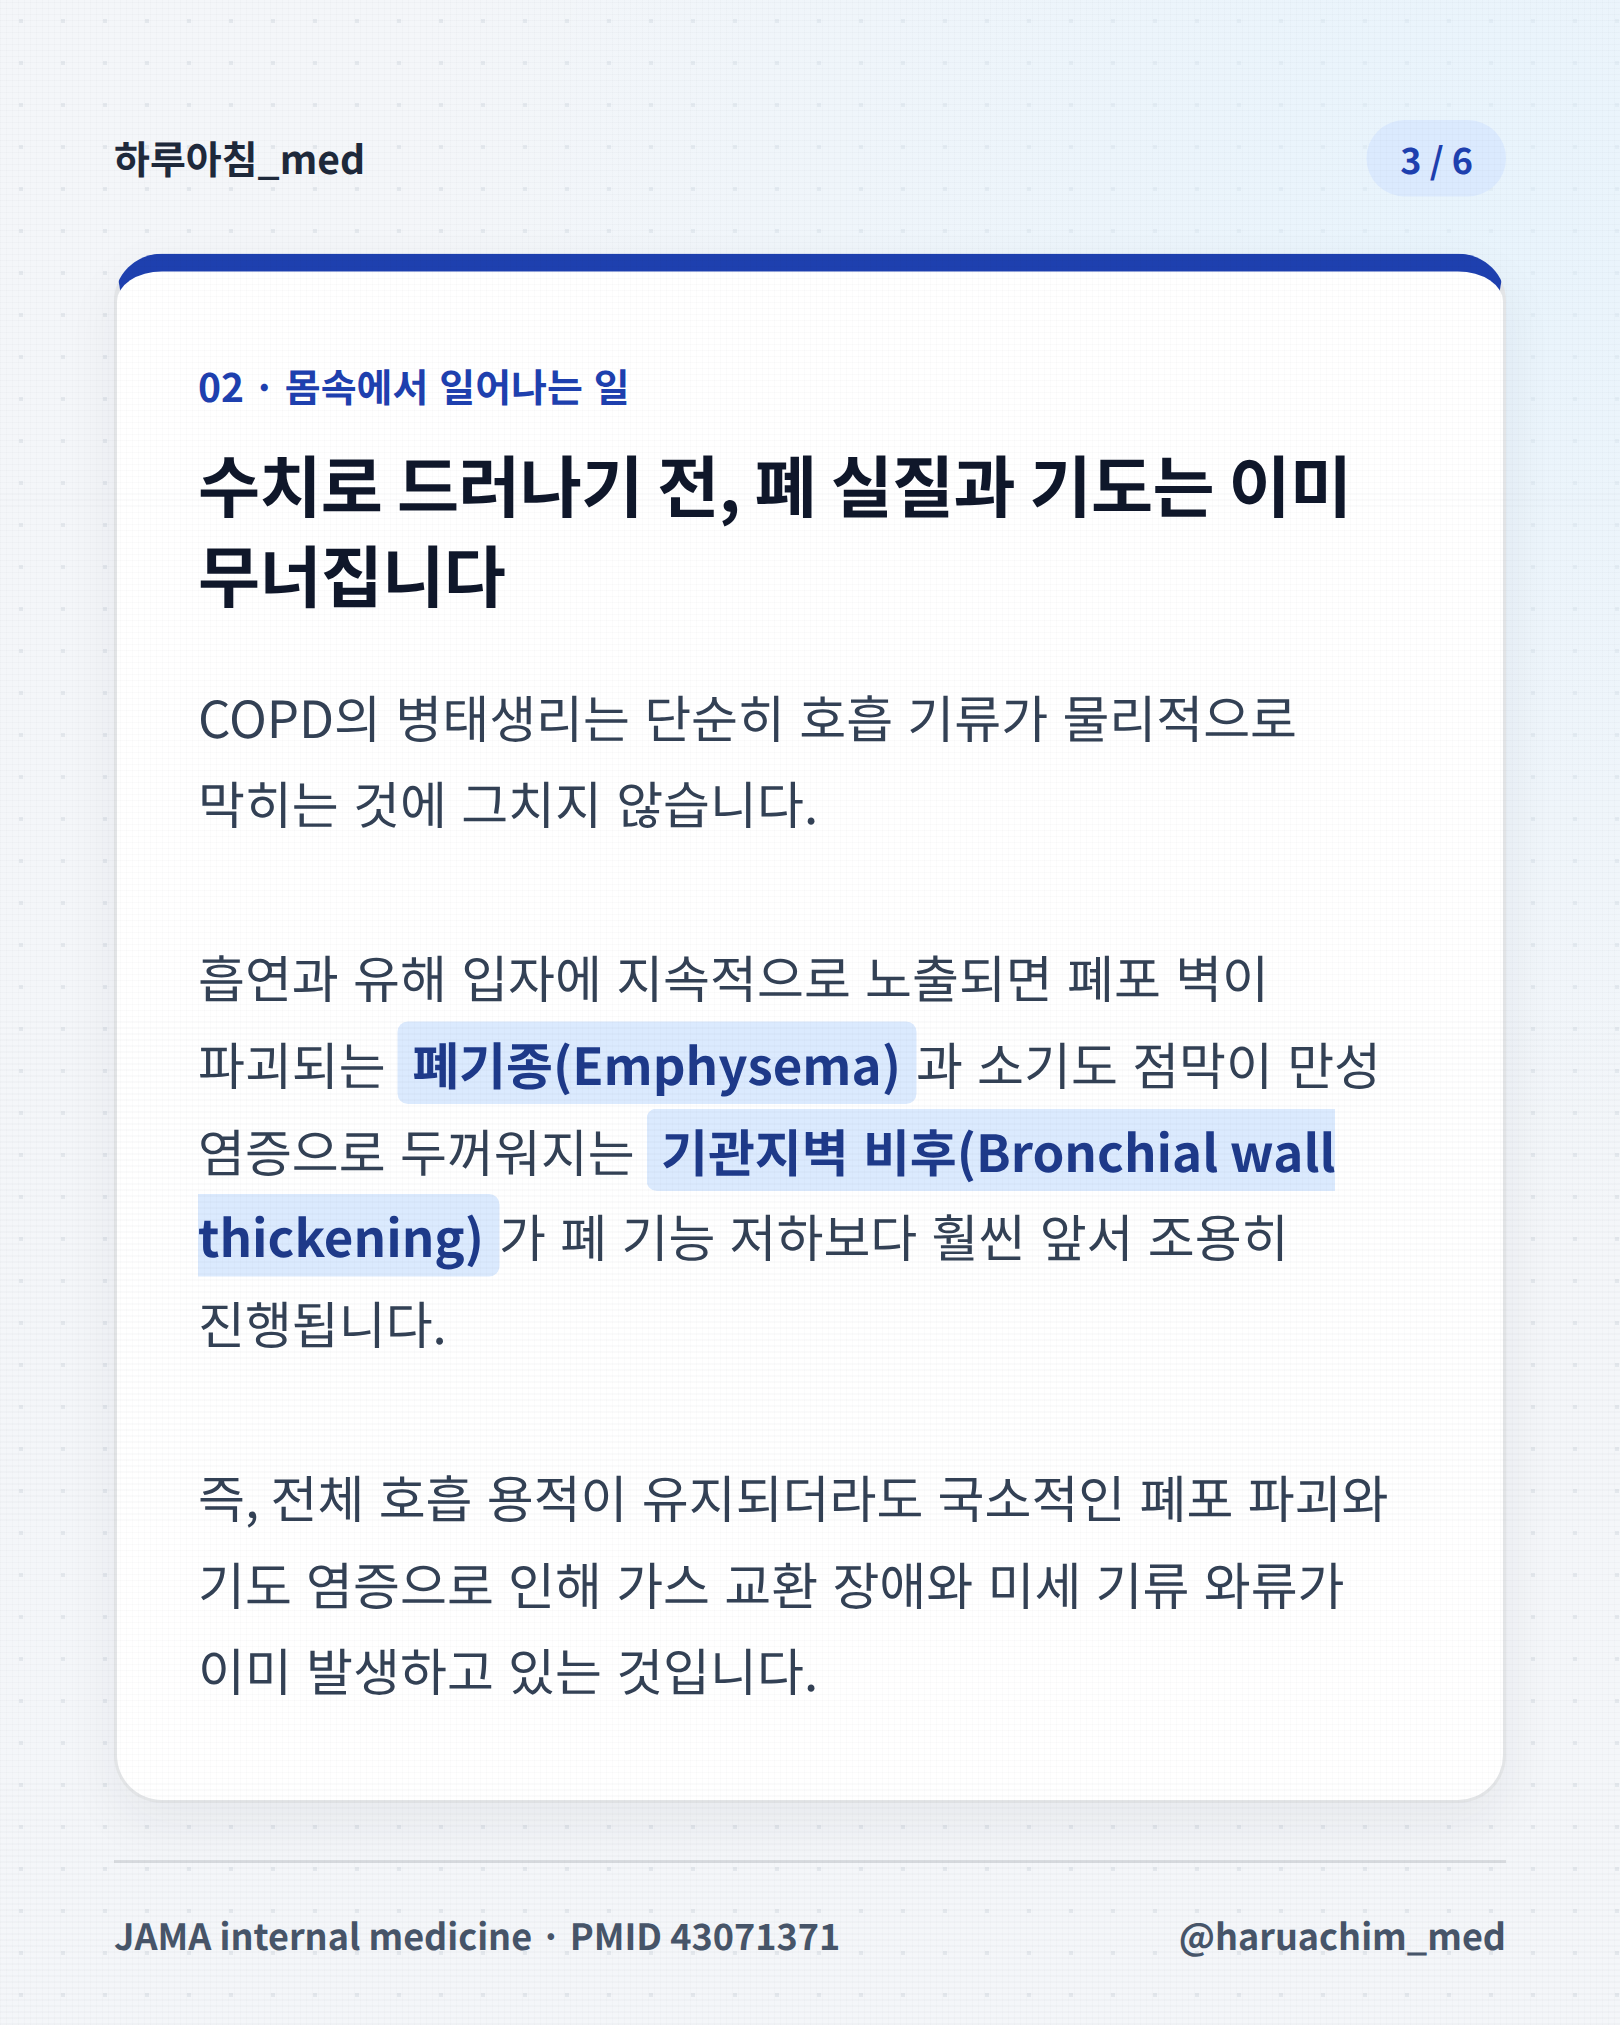 하루아침_med
3 / 6
02 · 몸속에서 일어나는 일
수치로 드러나기 전, 폐 실질과 기도는 이미
무너집니다
COPD의 병태생리는 단순히 호흡 기류가 물리적으로
막히는 것에 그치지 않습니다.
흡연과 유해 입자에 지속적으로 노출되면 폐포 벽이
파괴되는 폐기종(Emphysema)과 소기도 점막이 만성
염증으로 두꺼워지는 기관지벽 비후(Bronchial wall
thickening)가 폐 기능 저하보다 훨씬 앞서 조용히
진행됩니다.
즉, 전체 호흡 용적이 유지되더라도 국소적인 폐포 파괴와
기도 염증으로 인해 가스 교환 장애와 미세 기류 와류가
이미 발생하고 있는 것입니다.
JAMA internal medicine · PMID 43071371
@haruachim_med